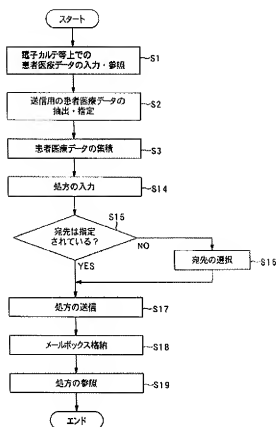 スタート
電子カルテ等上での
患者医療データの入力・参照
S1
送信用の患者医療データの
抽出・指定
S2
患者医療データの集積
S3
処方の入力
S14
S15
宛先は指定
されている？
NO
YES
宛先の選択
S16
処方の送信
S17
メールボックス格納
S18
処方の参照
S19
エンド